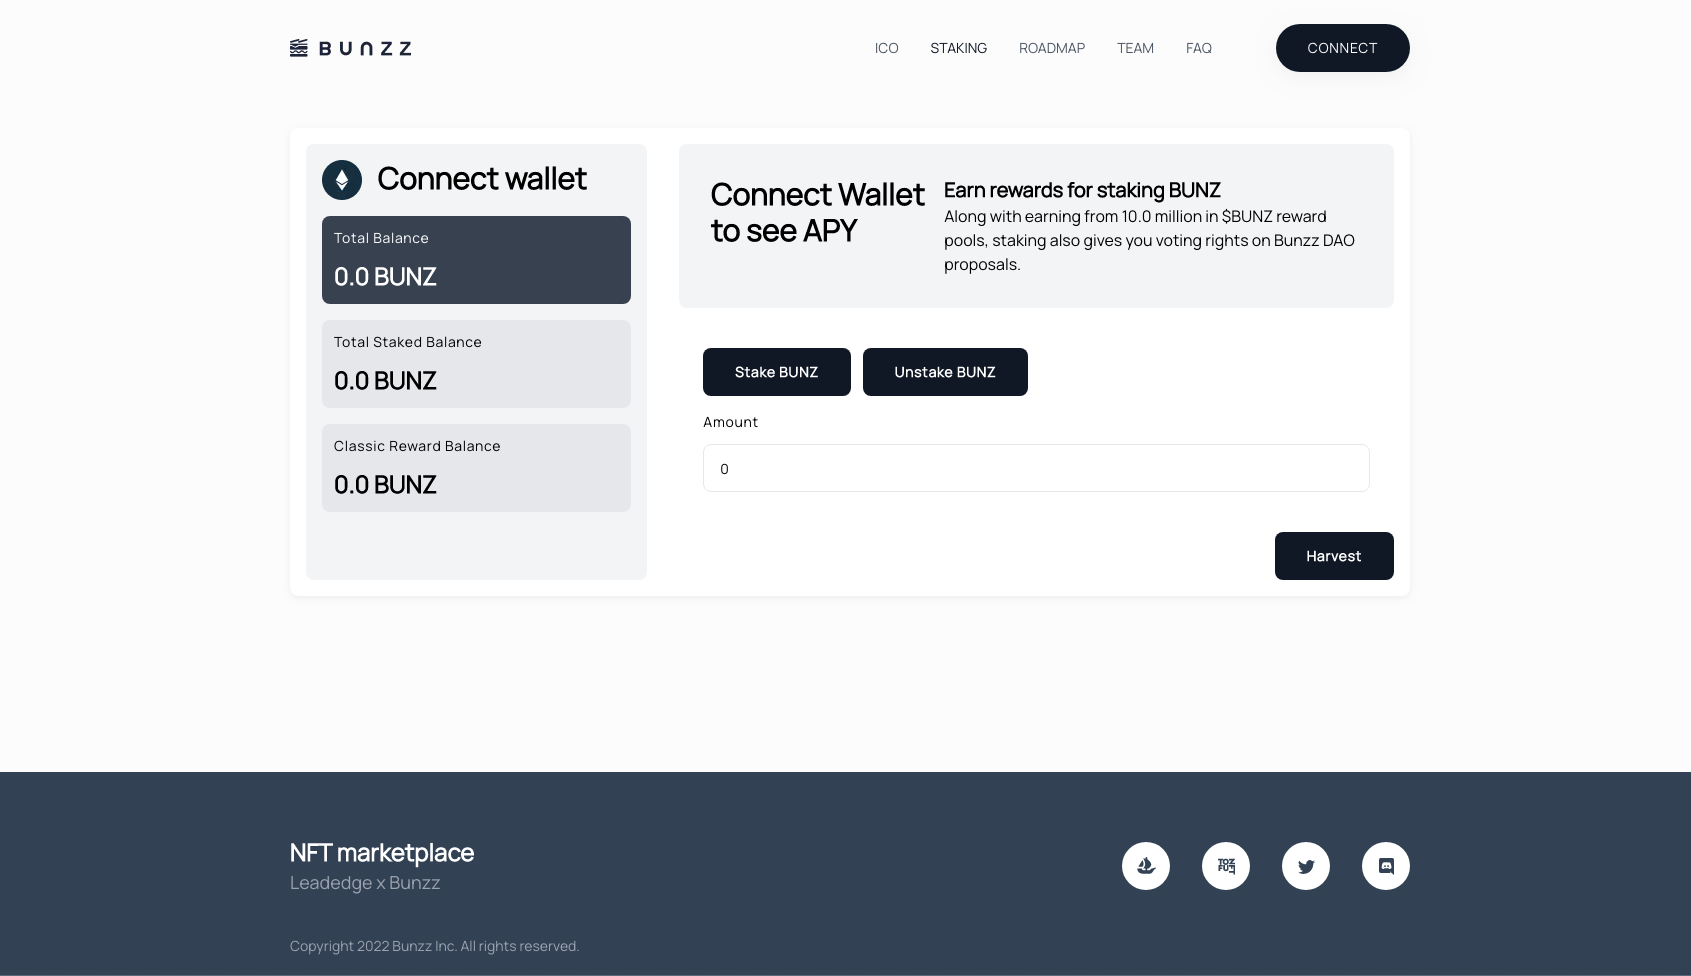 BUNZZ
ICO STAKING ROADMAP TEAM FAQ CONNECT
Connect wallet
Total Balance
0.0 BUNZ
Total Staked Balance
0.0 BUNZ
Classic Reward Balance
0.0 BUNZ
Connect Wallet
to see APY
Earn rewards for staking BUNZ
Along with earning from 10.0 million in $BUNZ reward
pools, staking also gives you voting rights on Bunzz DAO
proposals.
Stake BUNZ Unstake BUNZ
Amount
0
Harvest
NFT marketplace
Leadedge x Bunzz
TOZ
FUT
Copyright 2022 Bunzz Inc. All rights reserved.